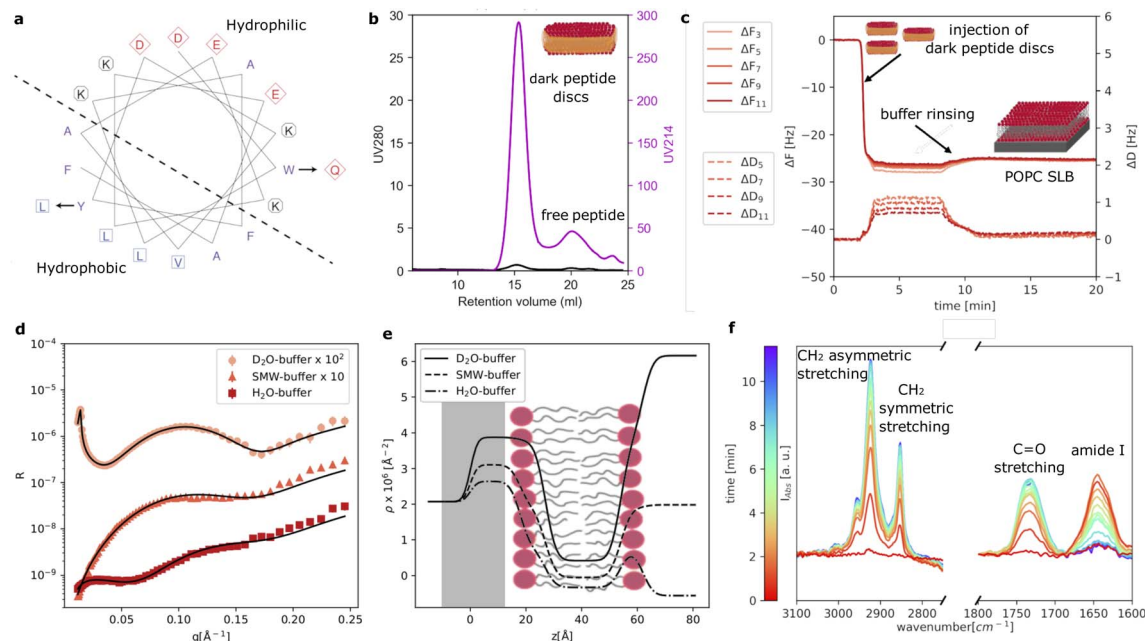 a
Hydrophilic
D
D
E
K
A
K
E
K
K
A
F
W
Q
L
Y
K
L
F
L
V
A
Hydrophobic
b
UV280
30
25
20
15
10
5
0
dark peptide
discs
free peptide
300
250
200
150
100
50
0
UV214
5
10
15
20
25
Retention volume (ml)
c
ΔF3
ΔF5
ΔF7
ΔF9
ΔF11
ΔD5
ΔD7
ΔD9
ΔD11
ΔF [Hz]
0
−10
−20
−30
−40
−50
injection of
dark peptide discs
buffer rinsing
POPC SLB
6
5
4
3
2
1
0
−1
ΔD [Hz]
0
5
10
15
20
time [min]
d
R
10−4
10−5
10−6
10−7
10−8
10−9
D2O-buffer x 10²
SMW-buffer x 10
H2O-buffer
0.05
0.10
0.15
0.20
0.25
q[Å−1]
e
ρ x 10⁶ [Å−2]
6
5
4
3
2
1
0
D2O-buffer
SMW-buffer
H2O-buffer
0
20
40
60
80
z[Å]
f
time [min]
10
8
6
4
2
0
IAbs [a. u.]
CH2 asymmetric
stretching
CH2
symmetric
stretching
C=O
stretching
amide I
3100
3000
2900
2800
1800
1750
1700
1650
1600
wavenumber[cm−1]